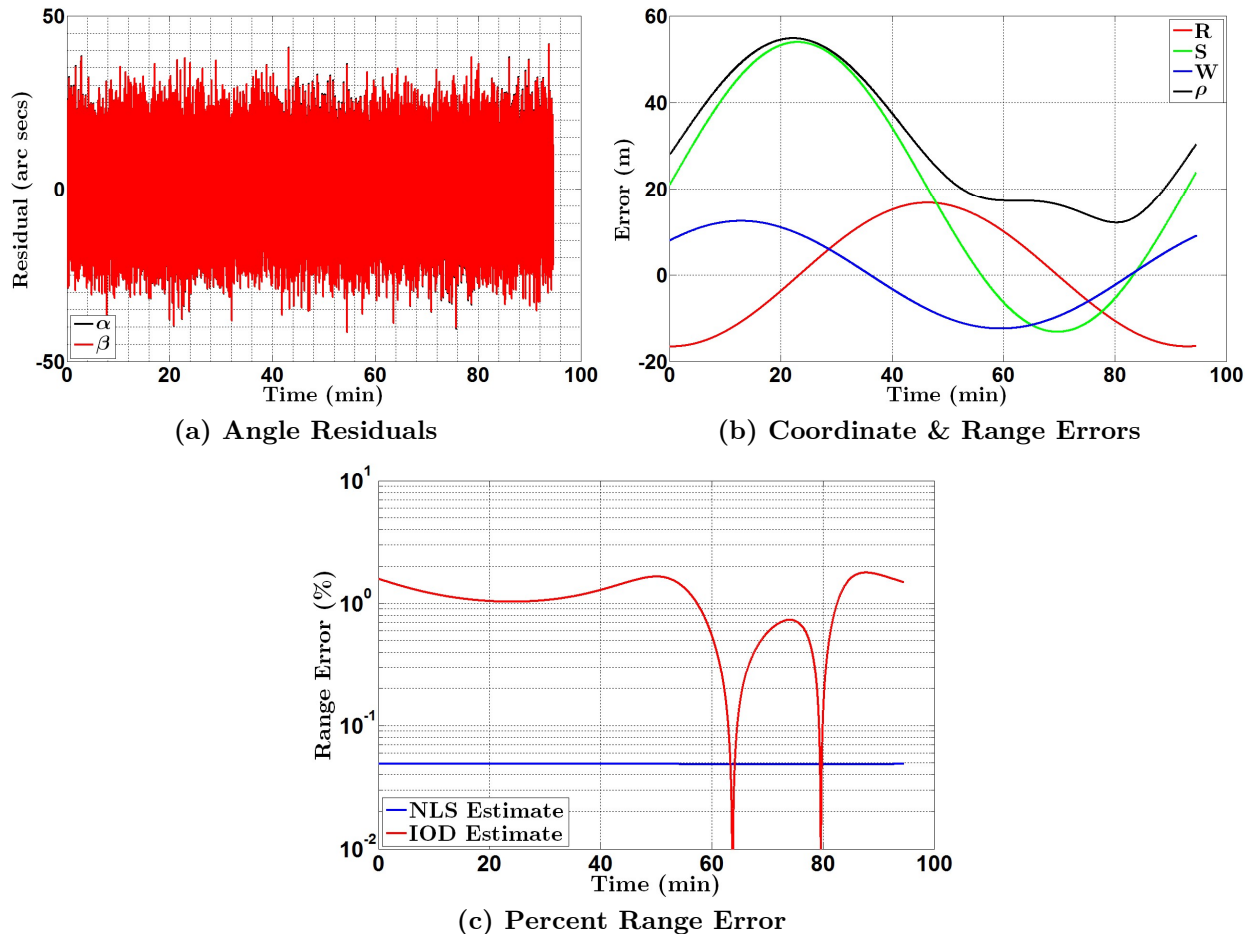 50
0
-50
Residual (arc secs)
α
β
0 20 40 60 80 100
Time (min)
(a) Angle Residuals
60
40
20
0
-20
Error (m)
R
S
W
ρ
0 20 40 60 80 100
Time (min)
(b) Coordinate & Range Errors
10^1
10^0
10^-1
10^-2
Range Error (%)
NLS Estimate
IOD Estimate
0 20 40 60 80 100
Time (min)
(c) Percent Range Error